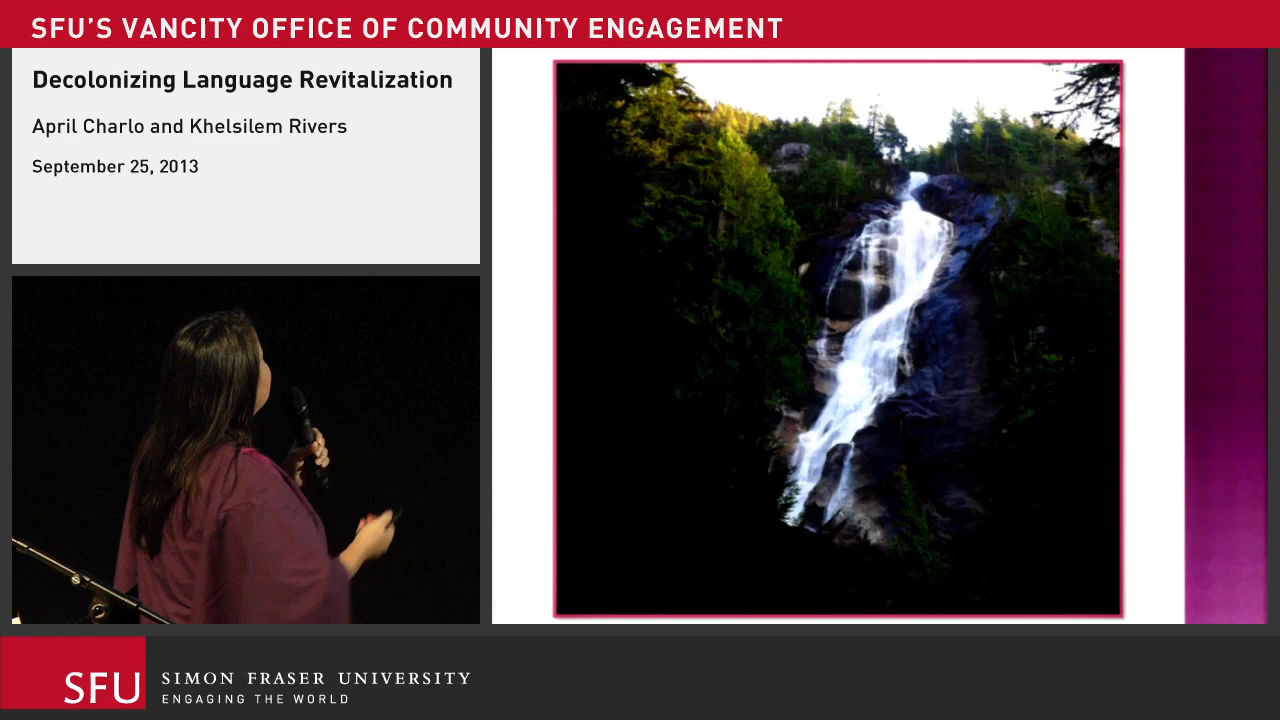 SFU'S VANCITY OFFICE OF COMMUNITY ENGAGEMENT
Decolonizing Language Revitalization
April Charlo and Khelsilem Rivers
September 25, 2013
SFU
SIMON FRASER UNIVERSITY
ENGAGING THE WORLD